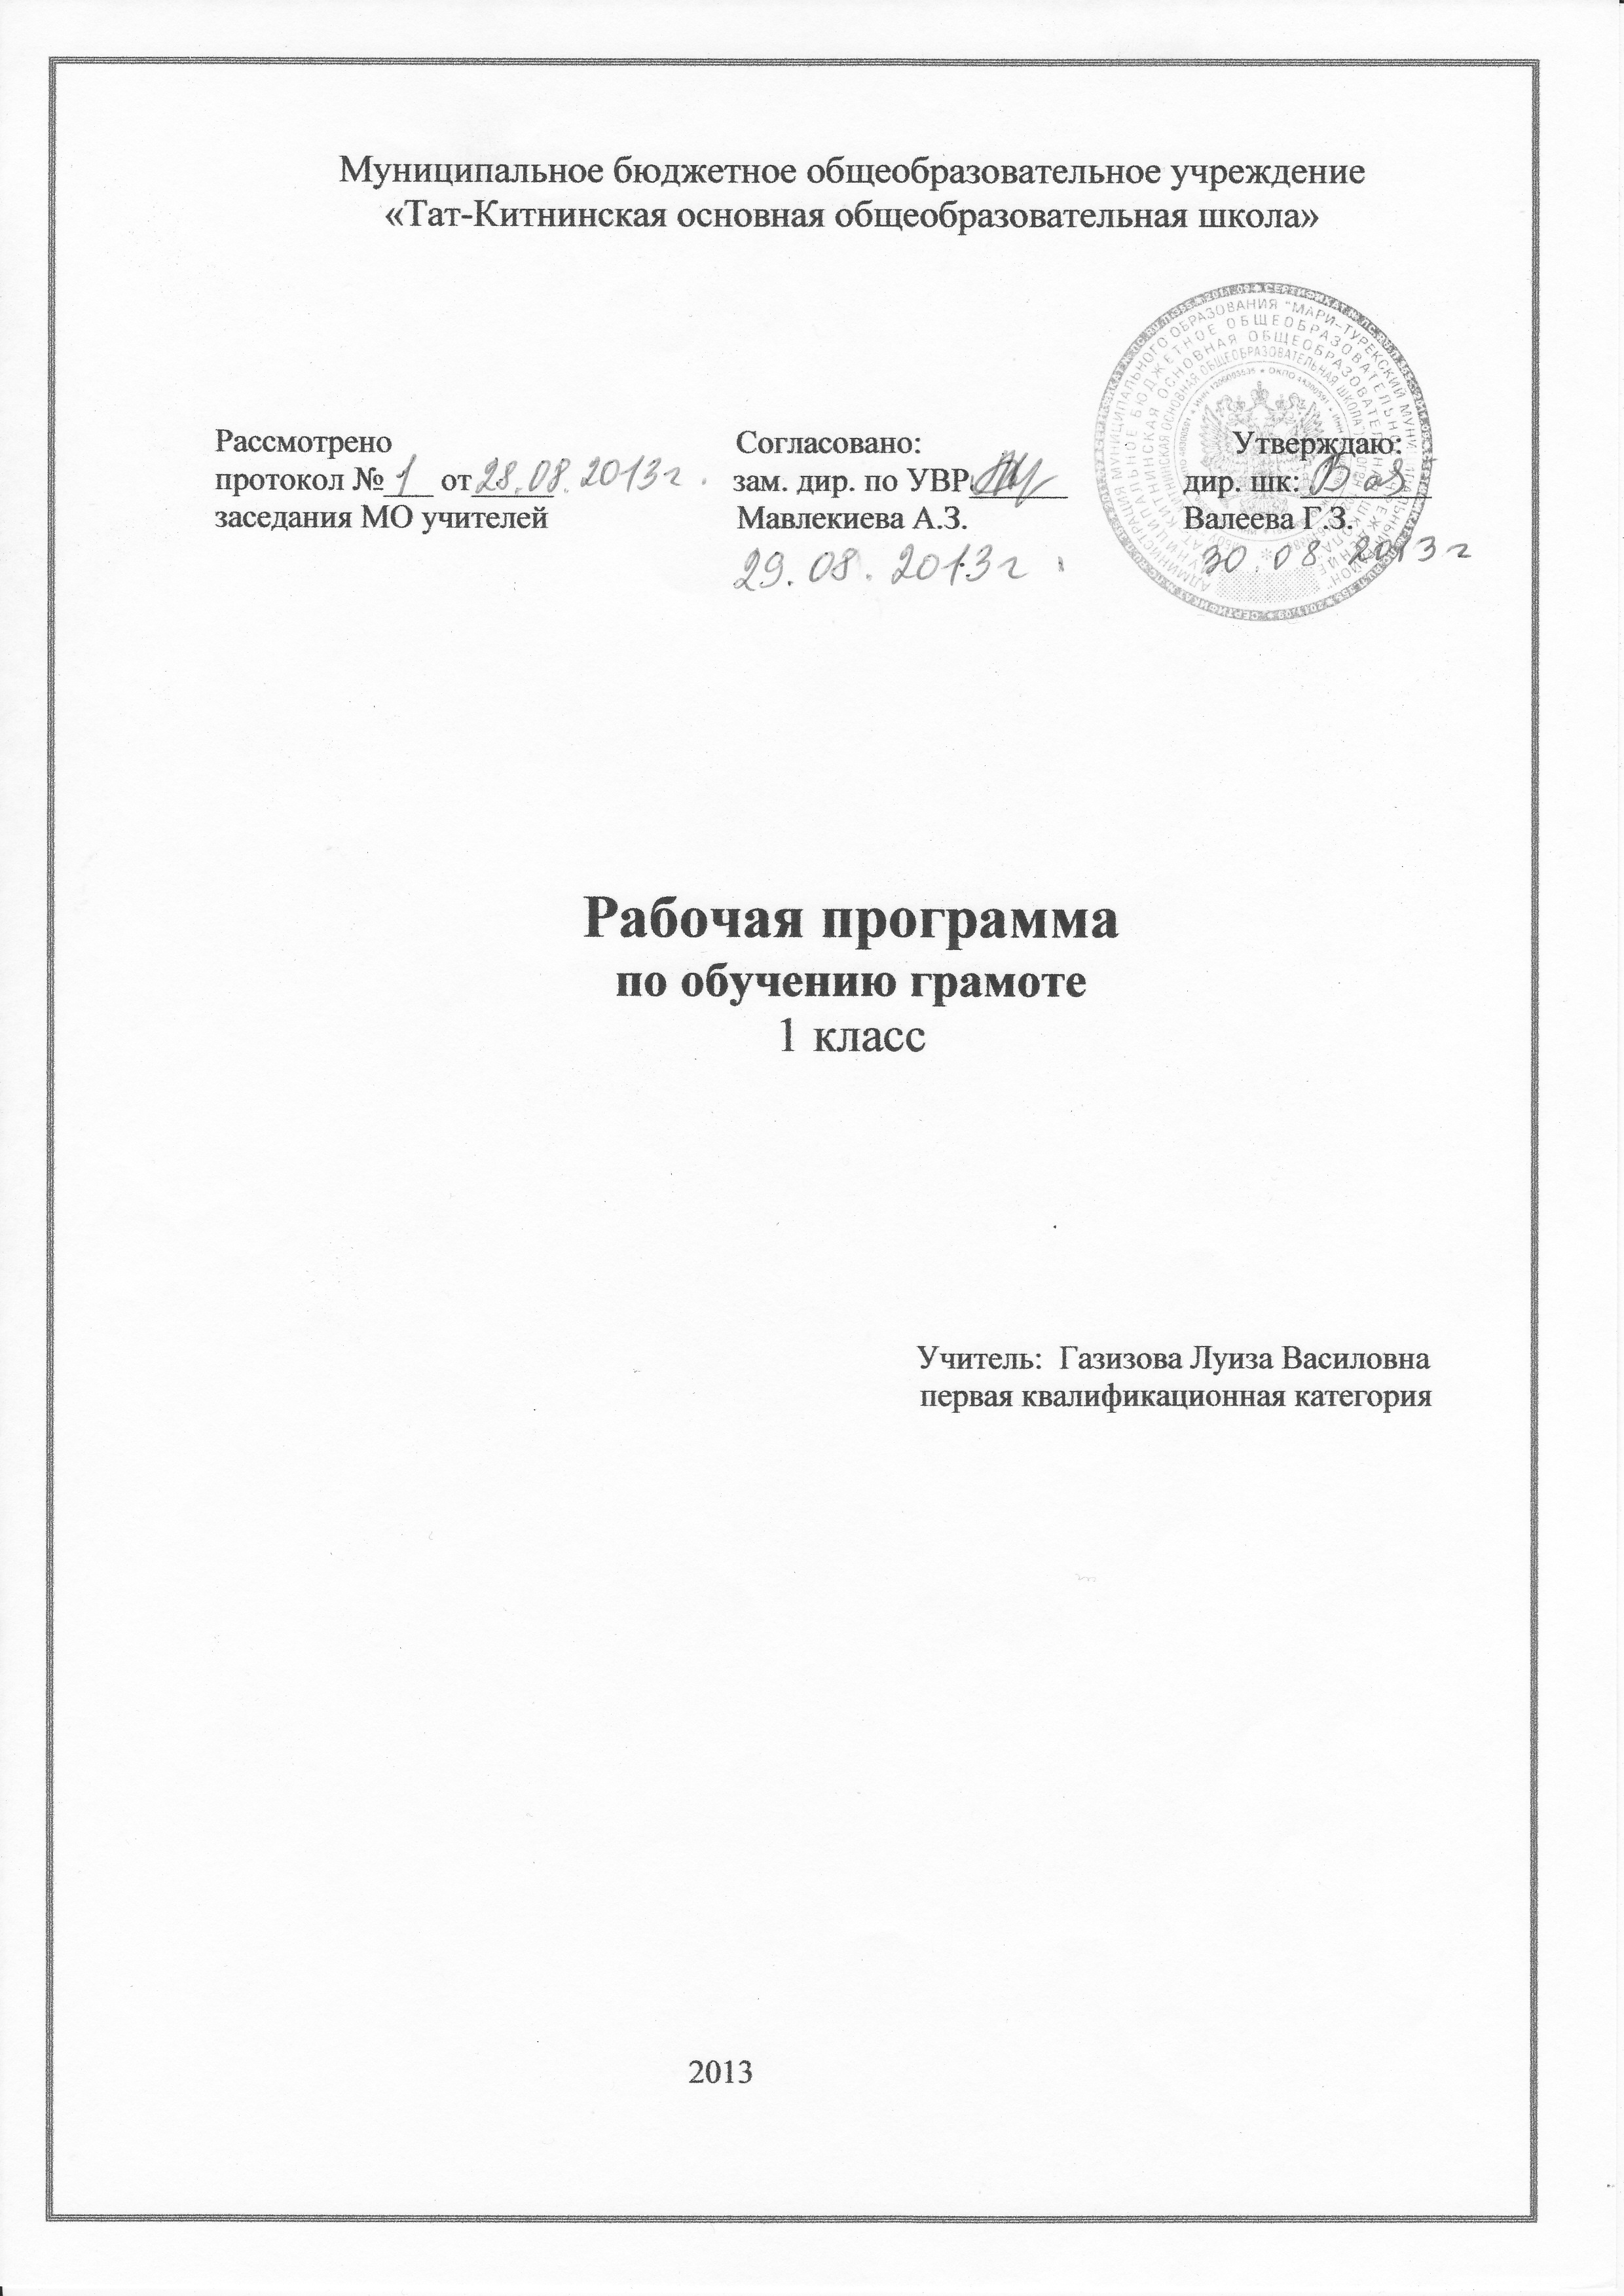 Муниципальное бюджетное общеобразовательное учреждение
«Тат-Китнинская основная общеобразовательная школа»
Рассмотрено
протокол № 1 от 28.08.2013г.
заседания МО учителей
Согласовано:
зам. дир. по УВР:
Мавлекиева А.З.
29.08.2013г.
Утверждаю:
дир. шк:
Валеева Г.З.
30.08.2013г
Рабочая программа
по обучению грамоте
1 класс
Учитель: Газизова Луиза Василовна
первая квалификационная категория
2013